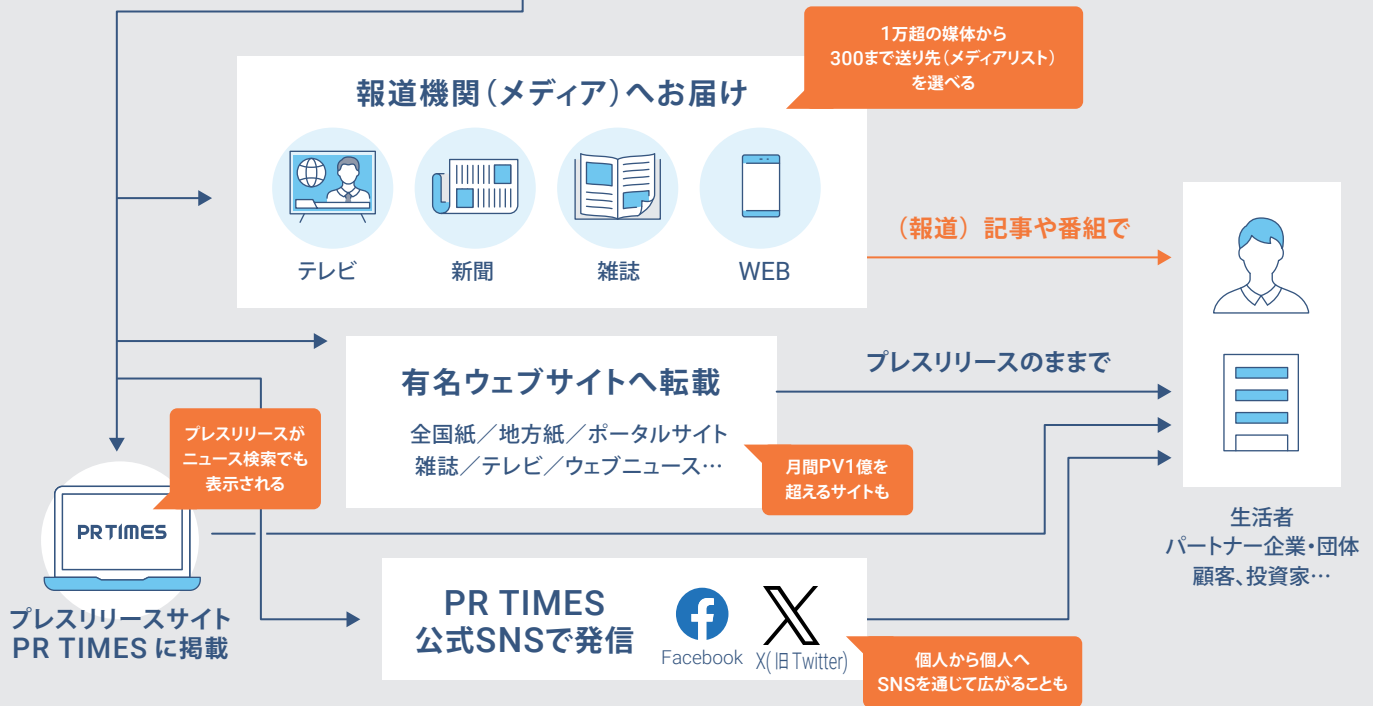 1万超の媒体から
300まで送り先(メディアリスト)
を選べる
報道機関(メディア)へお届け
テレビ
新聞
雑誌
WEB
(報道) 記事や番組で
有名ウェブサイトへ転載
全国紙/地方紙/ポータルサイト
雑誌/テレビ/ウェブニュース…
プレスリリースのままで
月間PV1億を
超えるサイトも
プレスリリースが
ニュース検索でも
表示される
PR TIMES
プレスリリースサイト
PR TIMES に掲載
PR TIMES
公式SNSで発信
Facebook
X(旧Twitter)
個人から個人へ
SNSを通じて広がることも
生活者
パートナー企業・団体
顧客、投資家…